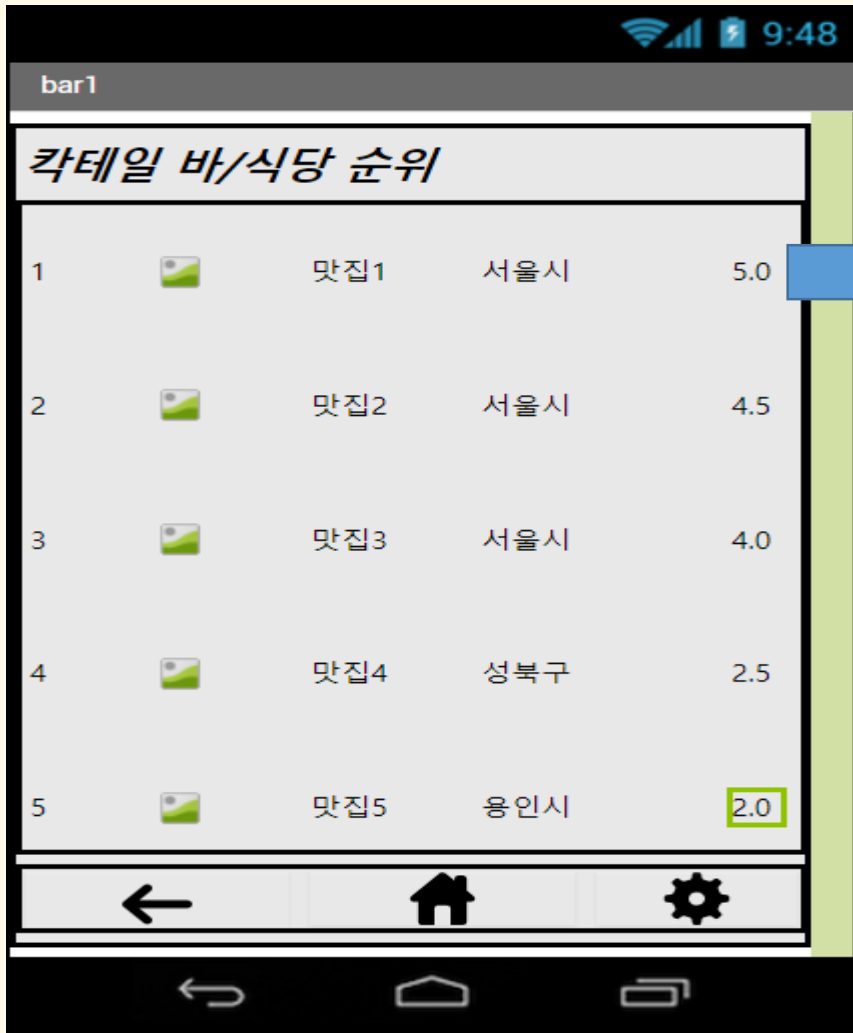 9:48
bar1
칵테일 바/식당 순위
1 맛집1 서울시 5.0
2 맛집2 서울시 4.5
3 맛집3 서울시 4.0
4 맛집4 성북구 2.5
5 맛집5 용인시 2.0